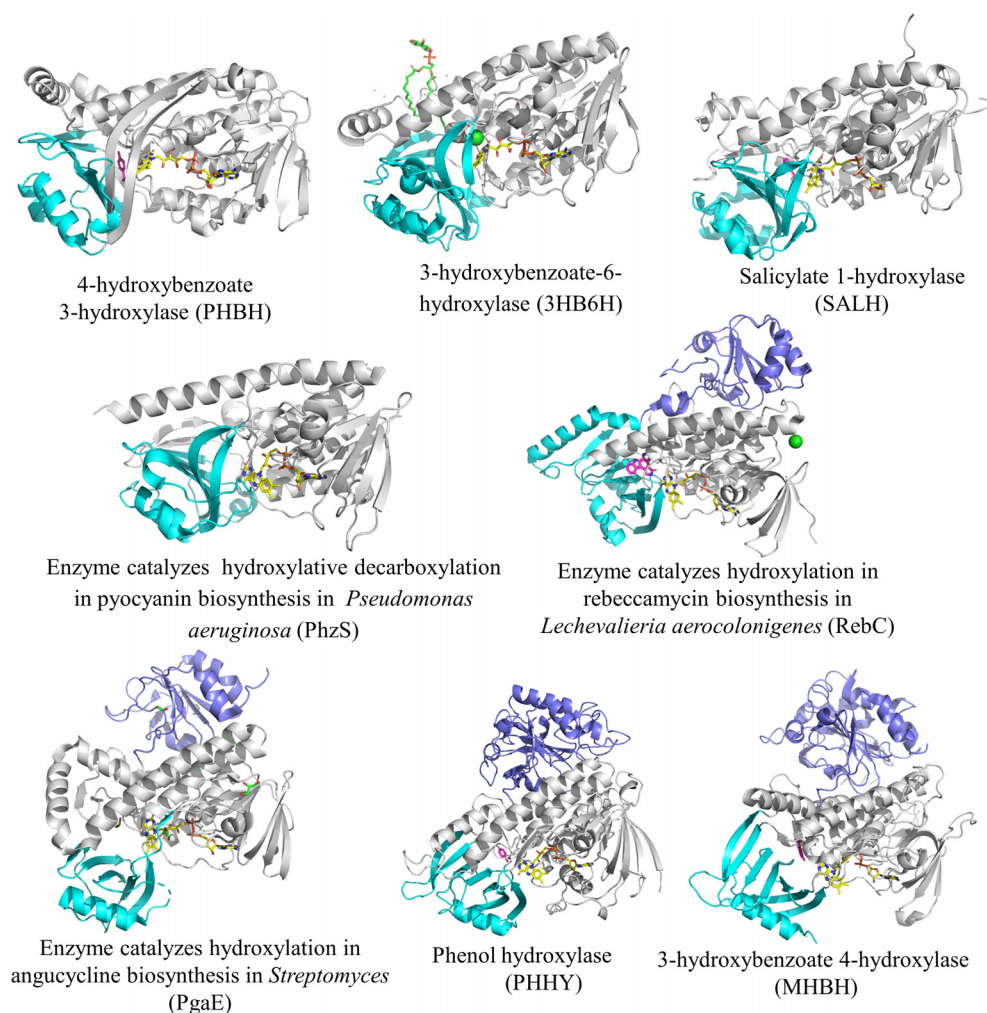 4-hydroxybenzoate
3-hydroxylase (PHBH)
3-hydroxybenzoate-6-
hydroxylase (3HB6H)
Salicylate 1-hydroxylase
(SALH)
Enzyme catalyzes hydroxylative decarboxylation
in pyocyanin biosynthesis in Pseudomonas
aeruginosa (PhzS)
Enzyme catalyzes hydroxylation in
rebeccamycin biosynthesis in
Lechevalieria aerocolonigenes (RebC)
Enzyme catalyzes hydroxylation in
angucycline biosynthesis in Streptomyces
(PgaE)
Phenol hydroxylase
(PHHY)
3-hydroxybenzoate 4-hydroxylase
(MHBH)